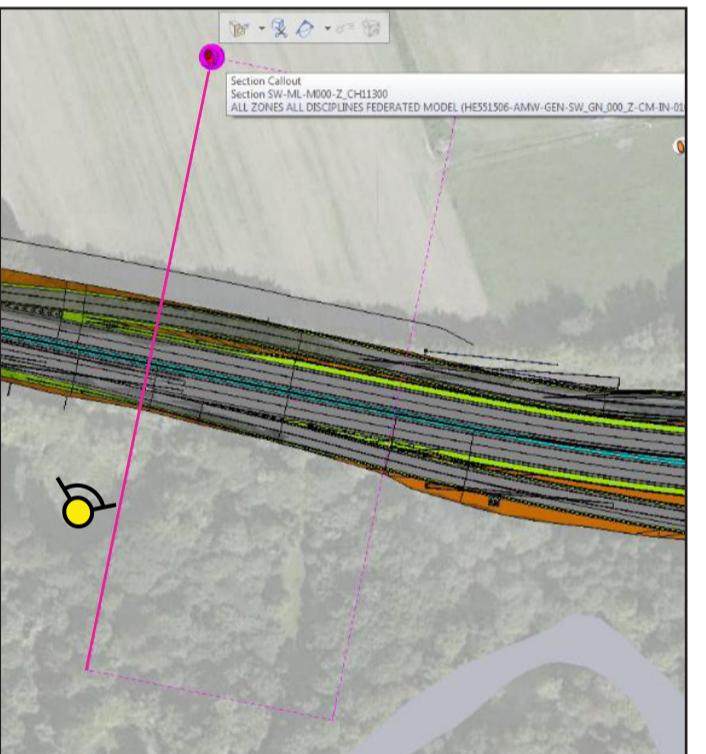 Section Callout
Section SW-ML-M000-Z_CH11300
ALL ZONES ALL DISCIPLINES FEDERATED MODEL (HE551506-AMW-GEN-SW_GN_000_Z-CM-IN-01